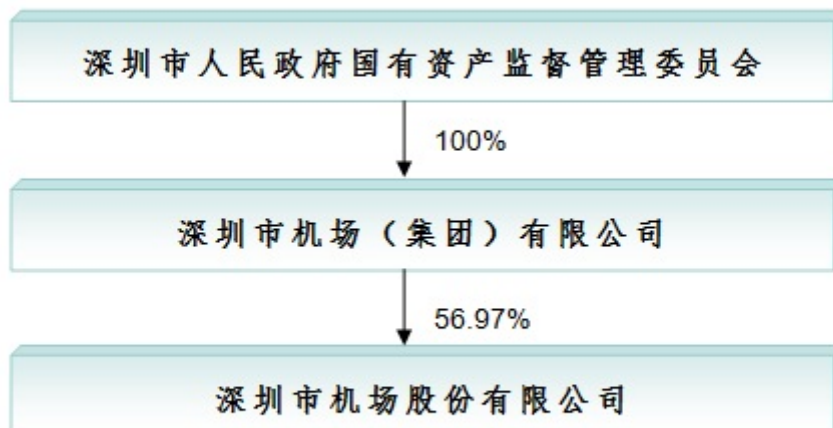 深圳市人民政府国有资产监督管理委员会
100%
深圳市机场（集团）有限公司
56.97%
深圳市机场股份有限公司